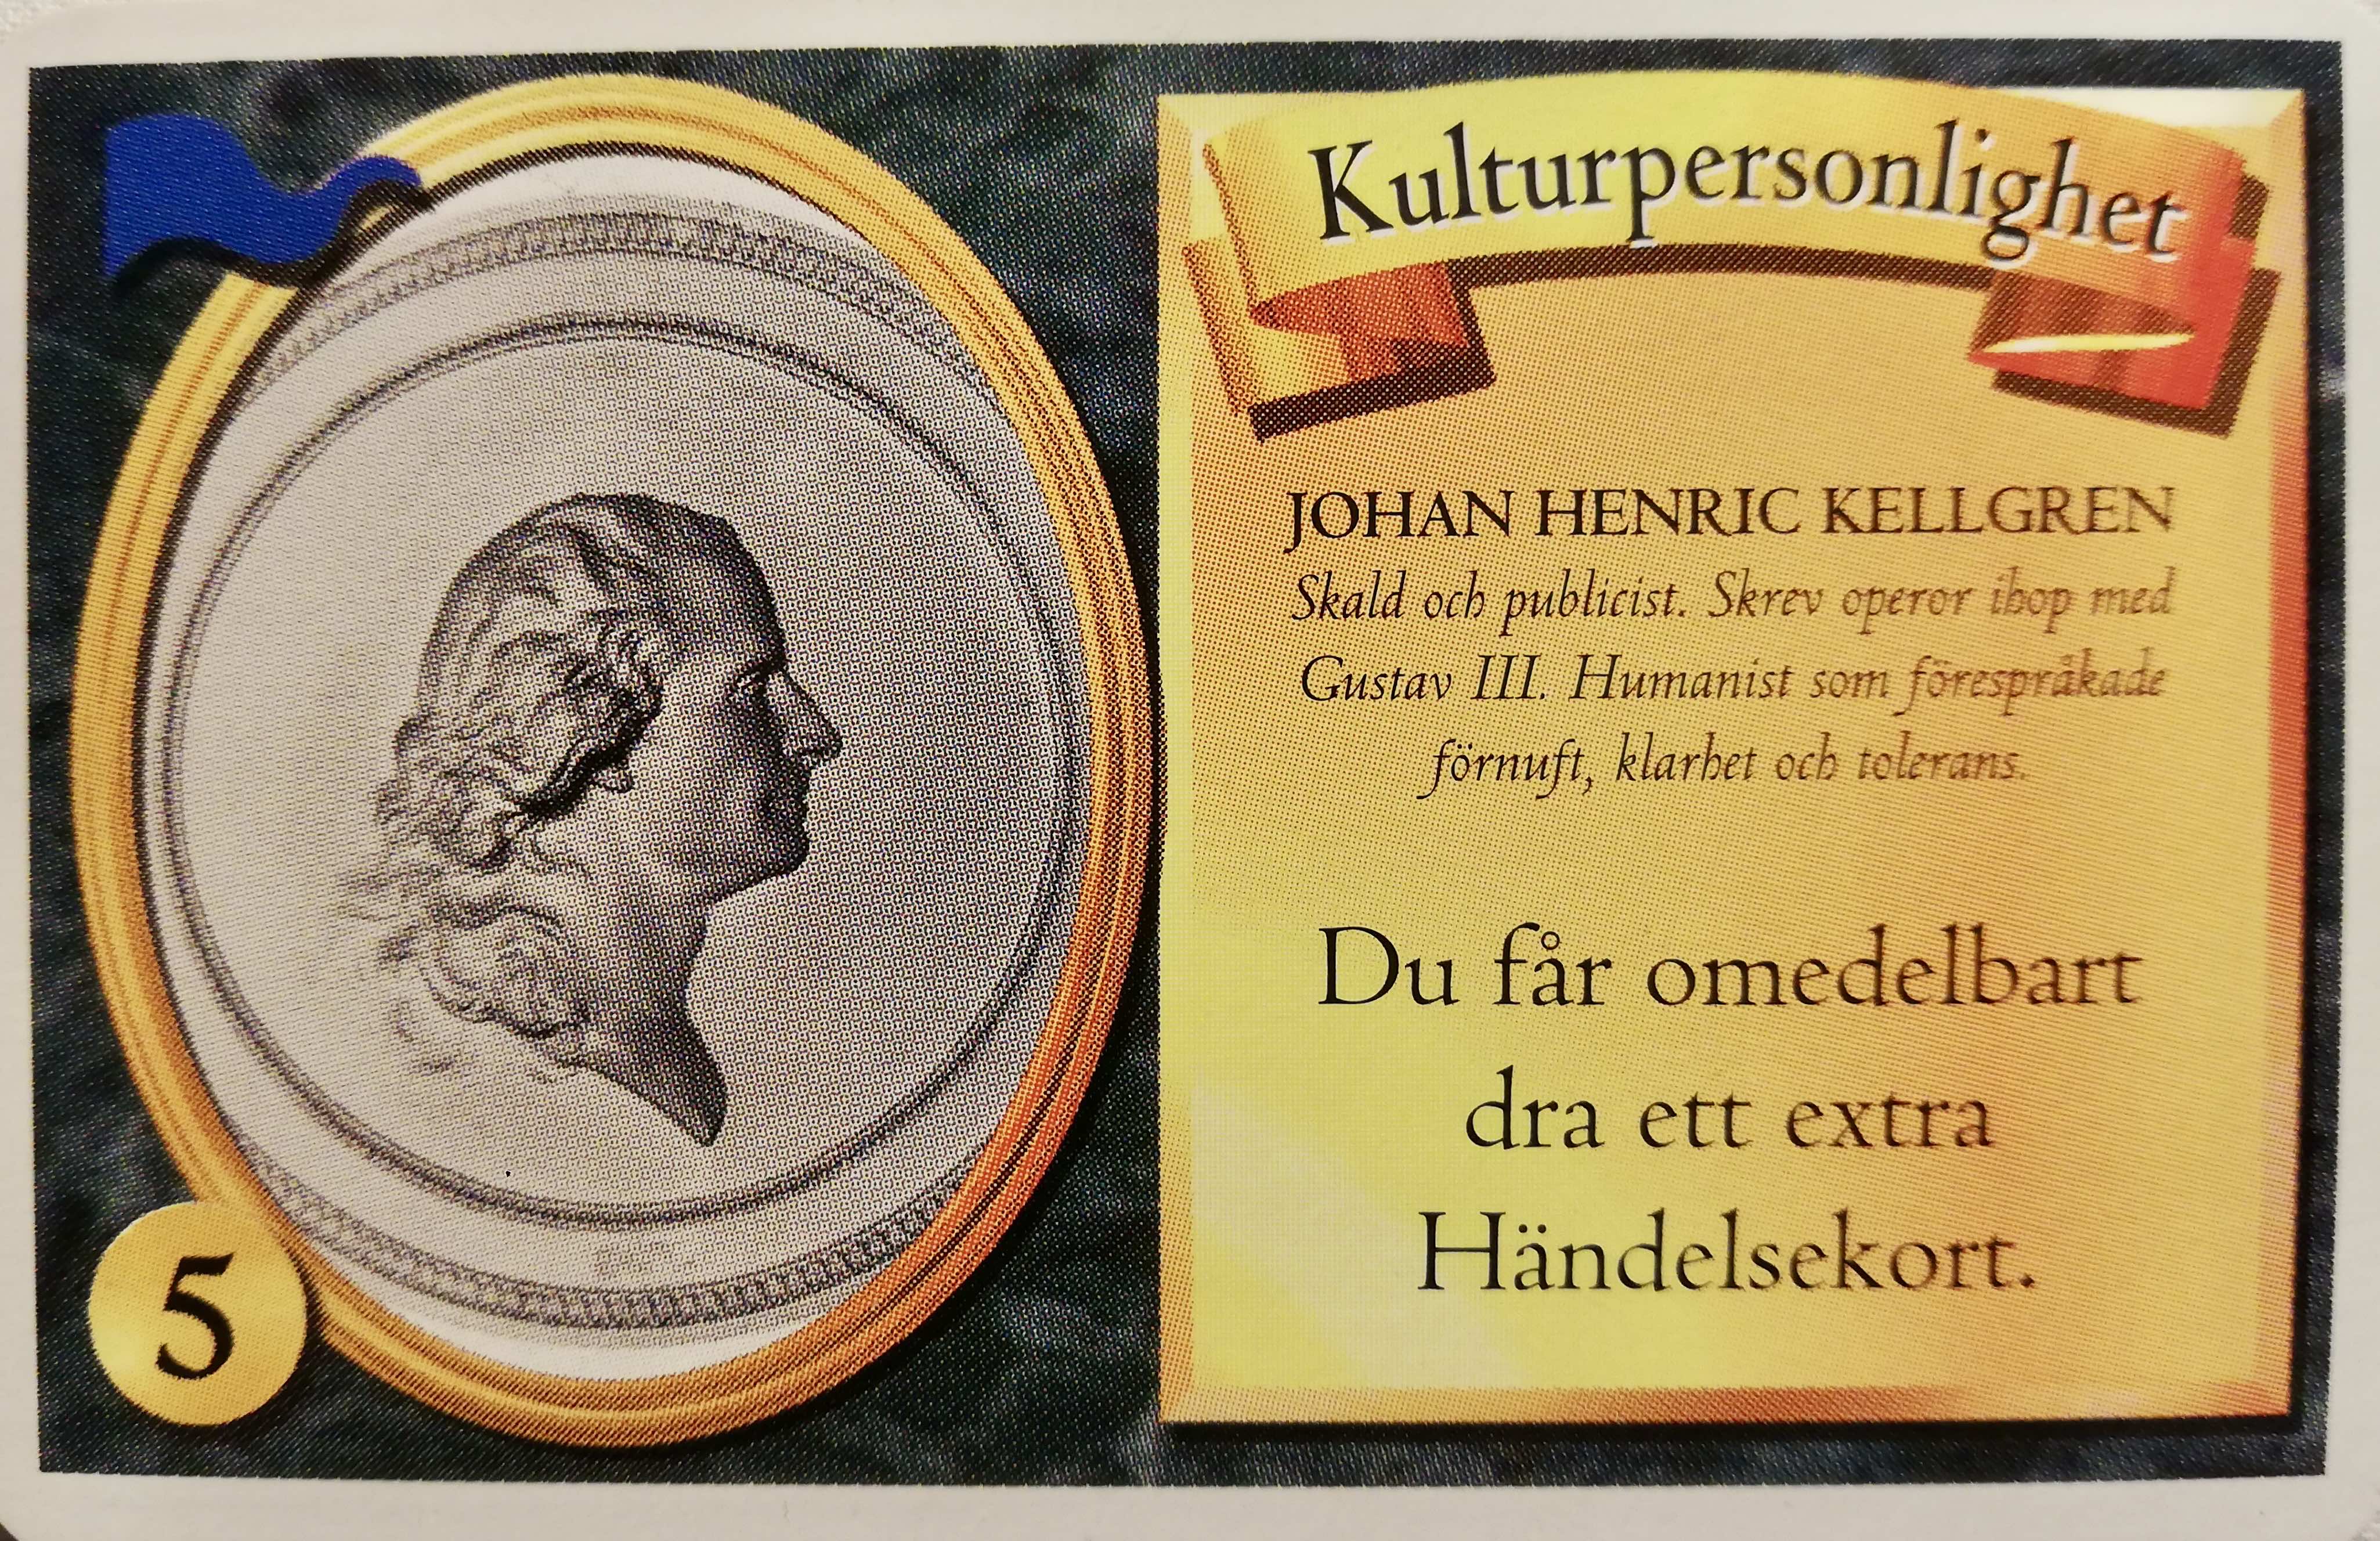 Kulturpersonlighet
JOHAN HENRIC KELLGREN
Skald och publicist. Skrev operor ihop med
Gustav III. Humanist som förespråkade
förnuft, klarhet och tolerans.
Du får omedelbart
dra ett extra
Händelsekort.
5